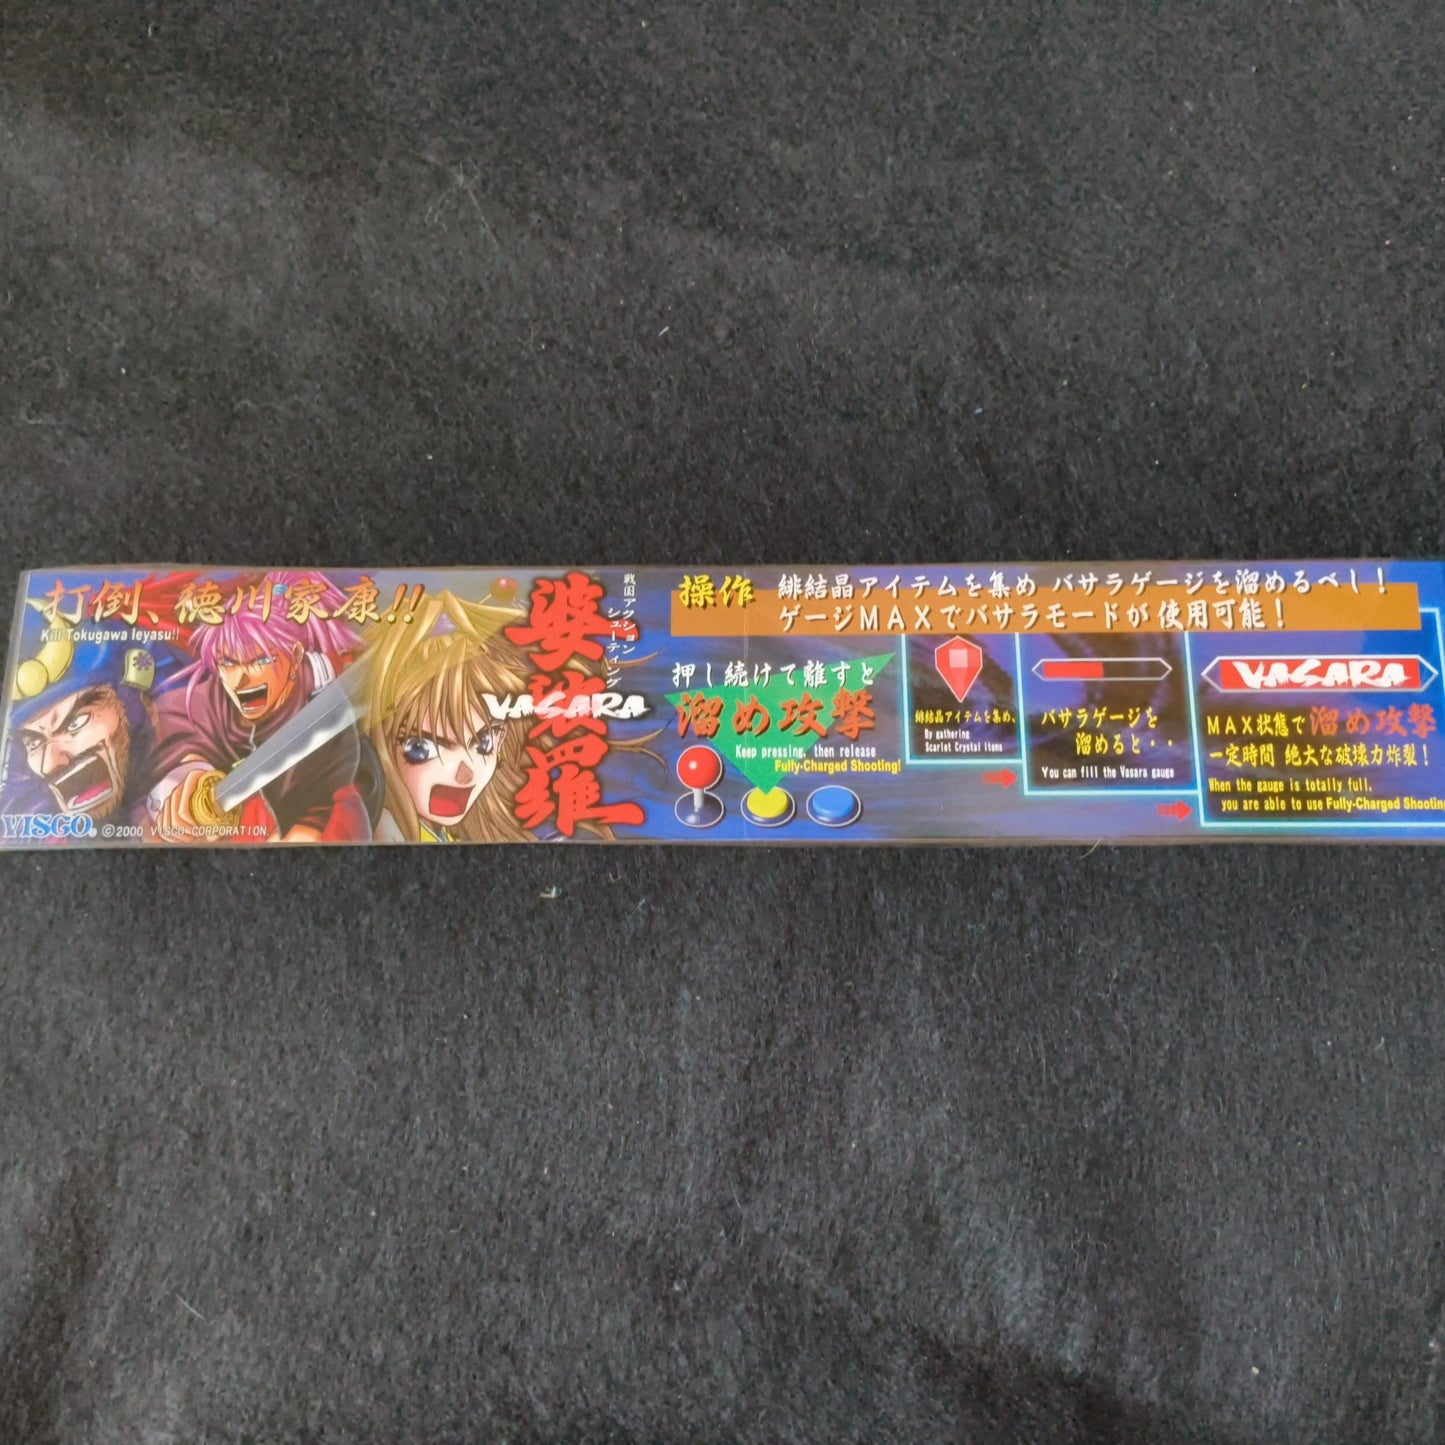 打倒、徳川家康!!
Kill Tokugawa Ieyasu!!
VISCO
©2000 VISCO CORPORATION.
戦国アクション
シューティング
婆娑羅
VASARA
操作
緋結晶アイテムを集め バサラゲージを溜めるべし！
ゲージMAXでバサラモードが使用可能！
押し続けて離すと
溜め攻撃
Keep pressing, then release
Fully-Charged Shooting!
緋結晶アイテムを集め、
By gathering
Scarlet Crystal Items
バサラゲージを
溜めると・・
You can fill the Vasara gauge
VASARA
MAX状態で溜め攻撃
一定時間 絶大な破壊力炸裂！
When the gauge is totally full,
you are able to use Fully-Charged Shooting